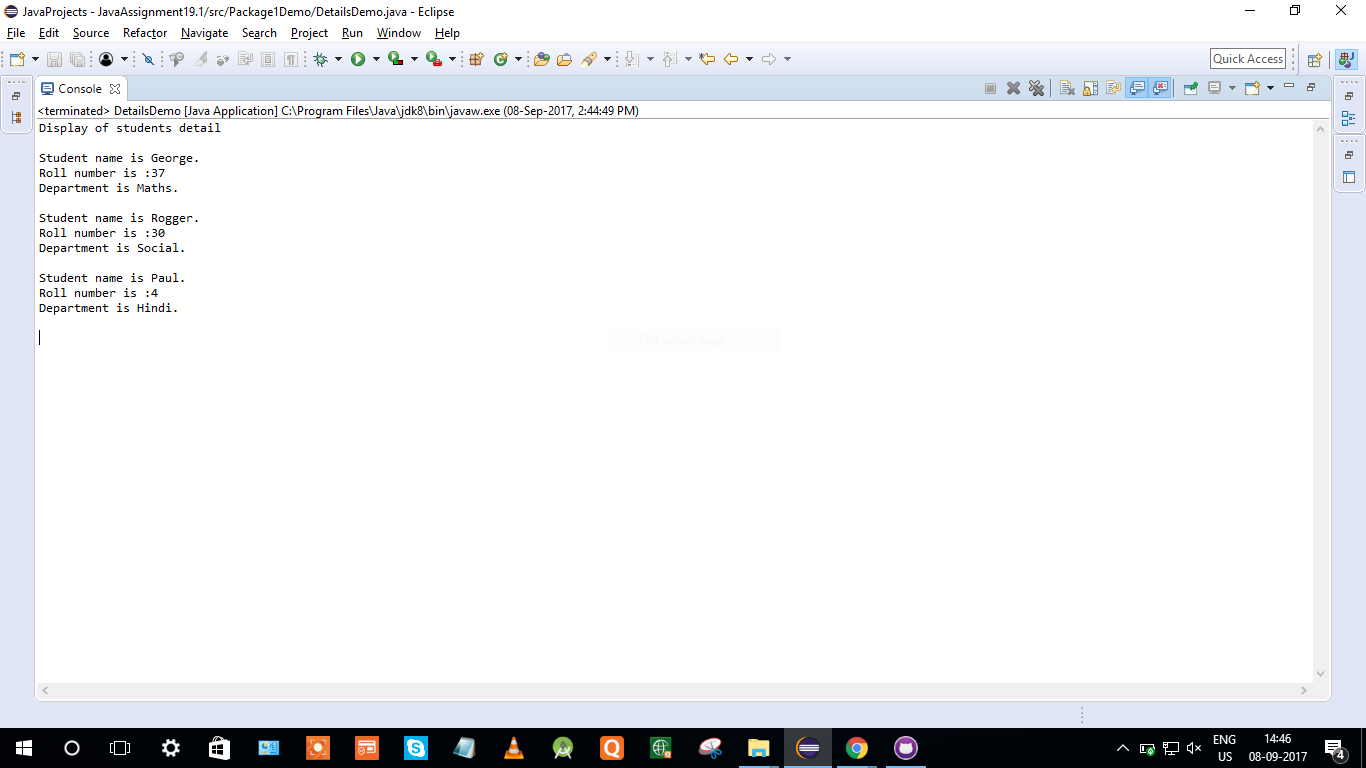 JavaProjects - JavaAssignment19.1/src/Package1Demo/DetailsDemo.java - Eclipse
File Edit Source Refactor Navigate Search Project Run Window Help
Quick Access
Console
<terminated> DetailsDemo [Java Application] C:\Program Files\Java\jdk8\bin\javaw.exe (08-Sep-2017, 2:44:49 PM)
Display of students detail
Student name is George.
Roll number is :37
Department is Maths.
Student name is Rogger.
Roll number is :30
Department is Social.
Student name is Paul.
Roll number is :4
Department is Hindi.
Full-screen Snip
ENG 14:46
US 08-09-2017 4